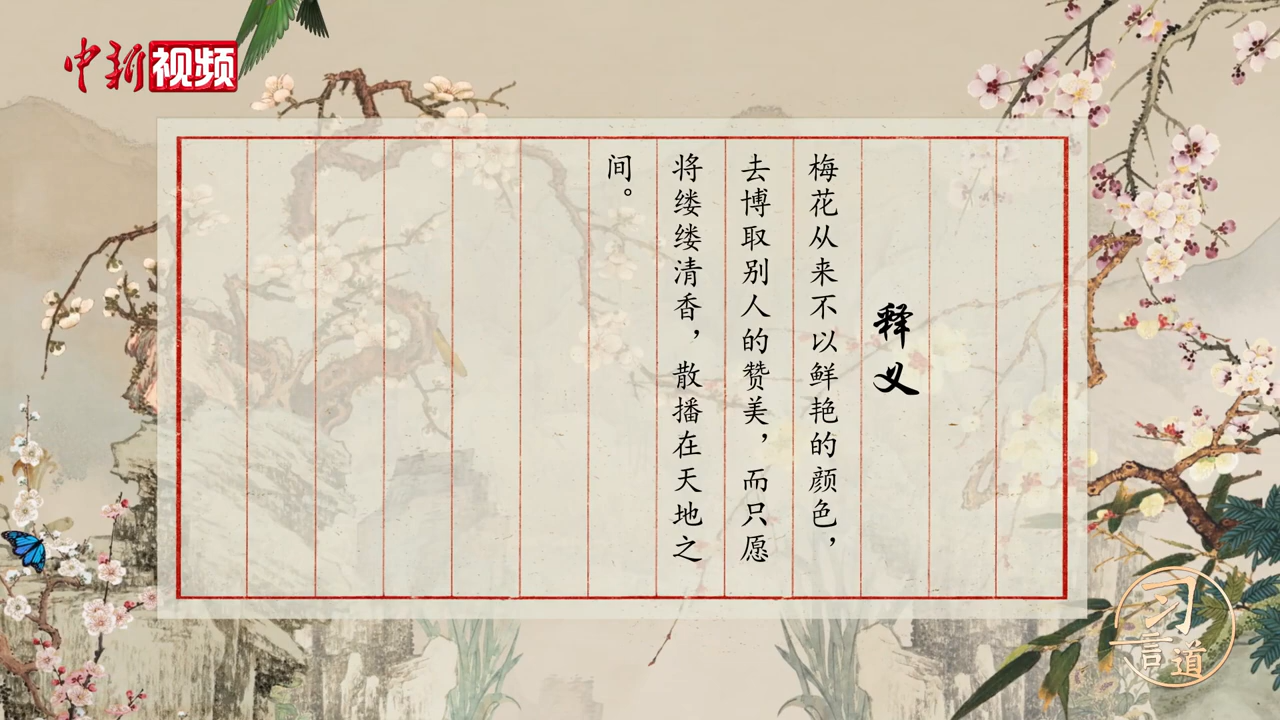 中新视频
释义
梅花从来不以鲜艳的颜色，
去博取别人的赞美，而只愿
将缕缕清香，散播在天地之
间。
习言道